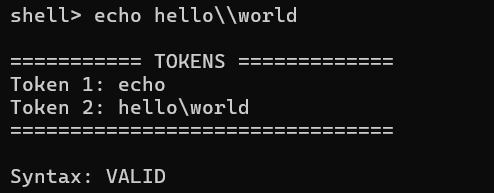 shell> echo hello\\world
=========== TOKENS =============
Token 1: echo
Token 2: hello\world
================================
Syntax: VALID